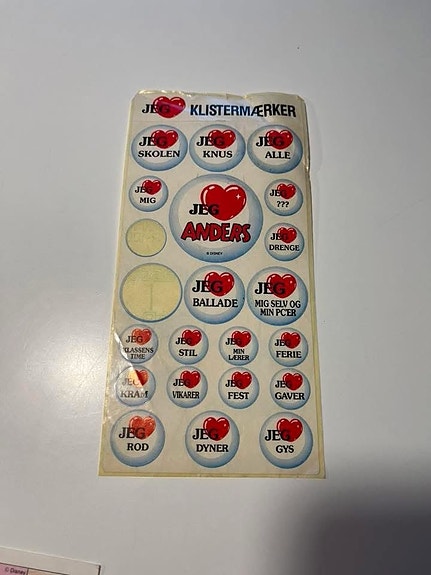 JEG KLISTERMÆRKER
JEG JEG JEG
SKOLEN KNUS ALLE
JEG
MIG
JEG
ANDERS
© DISNEY
JEG
???
JEG
DRENGE
JEG
BALLADE
JEG
MIG SELV OG
MIN PC'ER
JEG
KLASSENS
TIME
JEG
STIL
JEG
MIN
LÆRER
JEG
FERIE
JEG
KRAM
JEG
VIKARER
JEG
FEST
JEG
GAVER
JEG
ROD
JEG
DYNER
JEG
GYS
© Disney